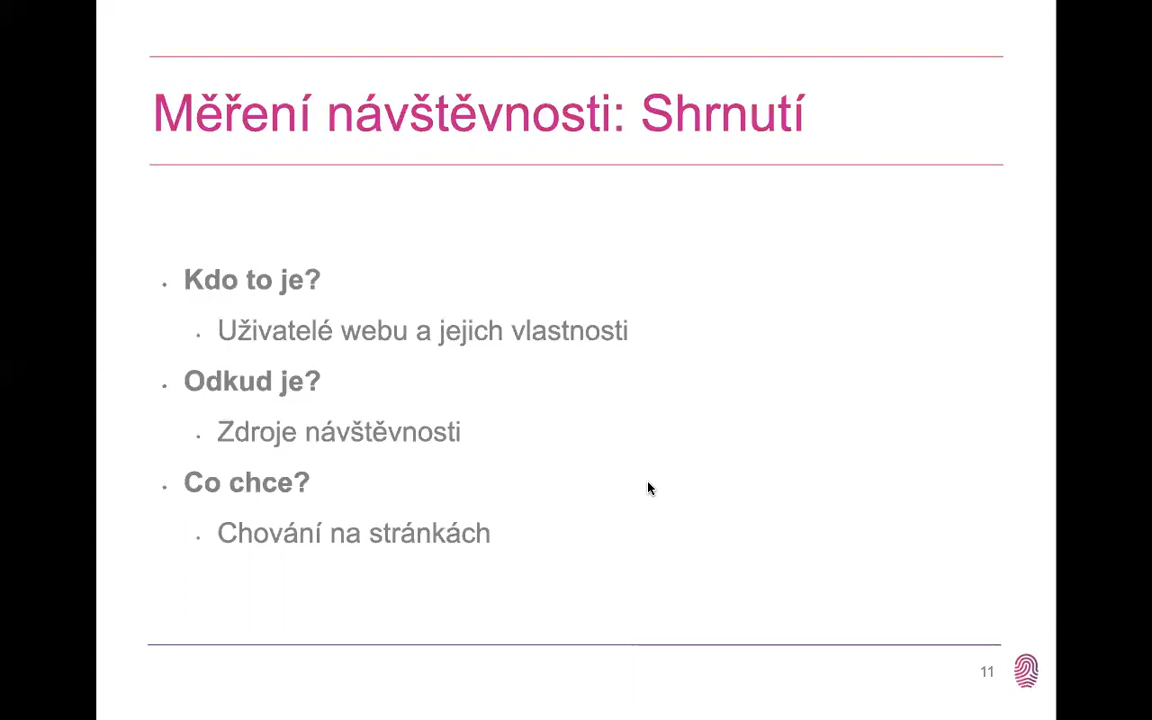 Měření návštěvnosti: Shrnutí
• Kdo to je?
• Uživatelé webu a jejich vlastnosti
• Odkud je?
• Zdroje návštěvnosti
• Co chce?
• Chování na stránkách
11